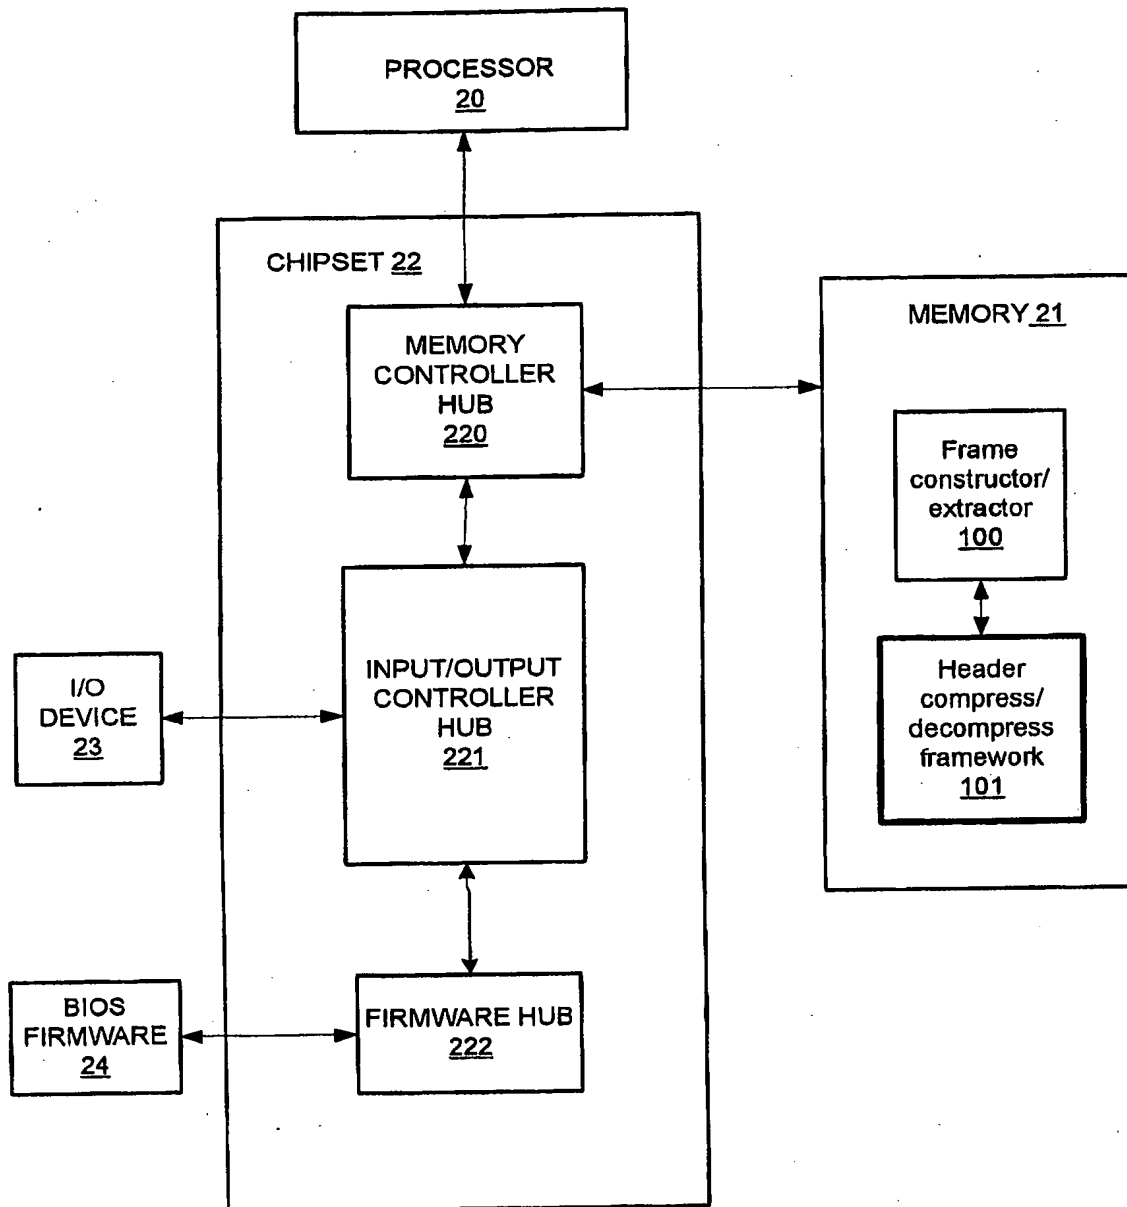 PROCESSOR
20
CHIPSET 22
MEMORY
CONTROLLER
HUB
220
MEMORY 21
Frame
constructor/
extractor
100
Header
compress/
decompress
framework
101
INPUT/OUTPUT
CONTROLLER
HUB
221
I/O
DEVICE
23
BIOS
FIRMWARE
24
FIRMWARE HUB
222